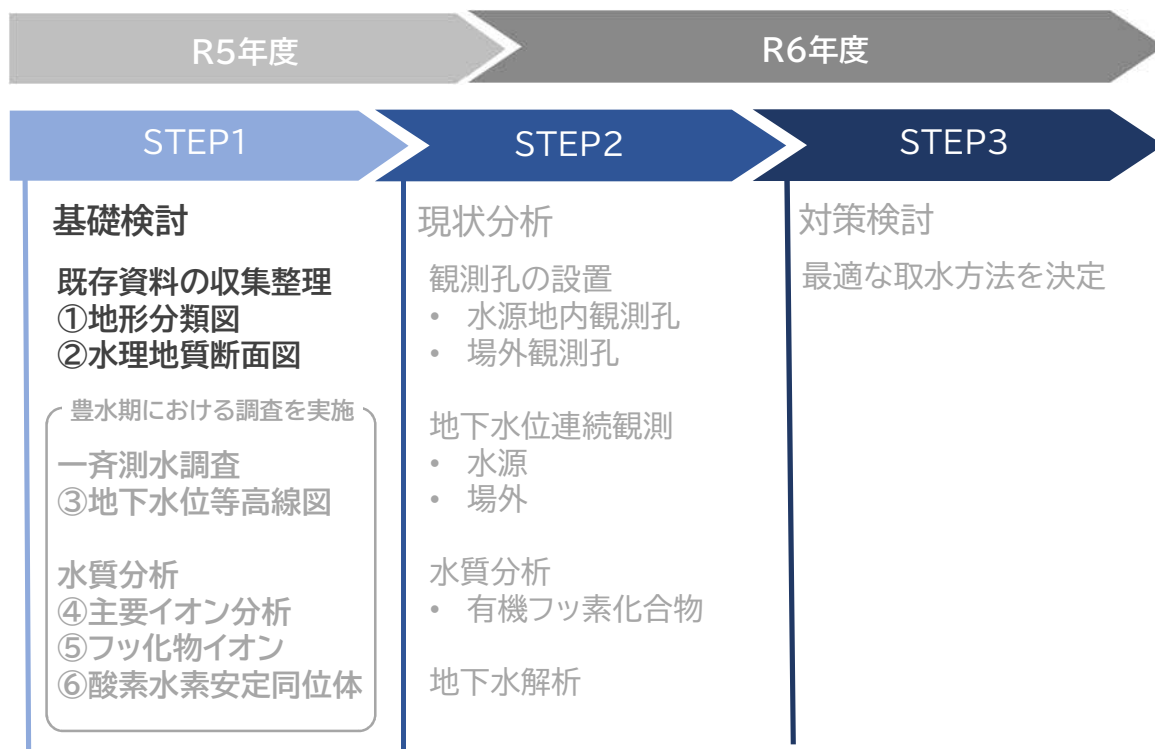 R5年度
R6年度
STEP1
STEP2
STEP3
基礎検討
既存資料の収集整理
①地形分類図
②水理地質断面図
豊水期における調査を実施
一斉測水調査
③地下水位等高線図
水質分析
④主要イオン分析
⑤フッ化物イオン
⑥酸素水素安定同位体
現状分析
観測孔の設置
• 水源地内観測孔
• 場外観測孔
地下水位連続観測
• 水源
• 場外
水質分析
• 有機フッ素化合物
地下水解析
対策検討
最適な取水方法を決定